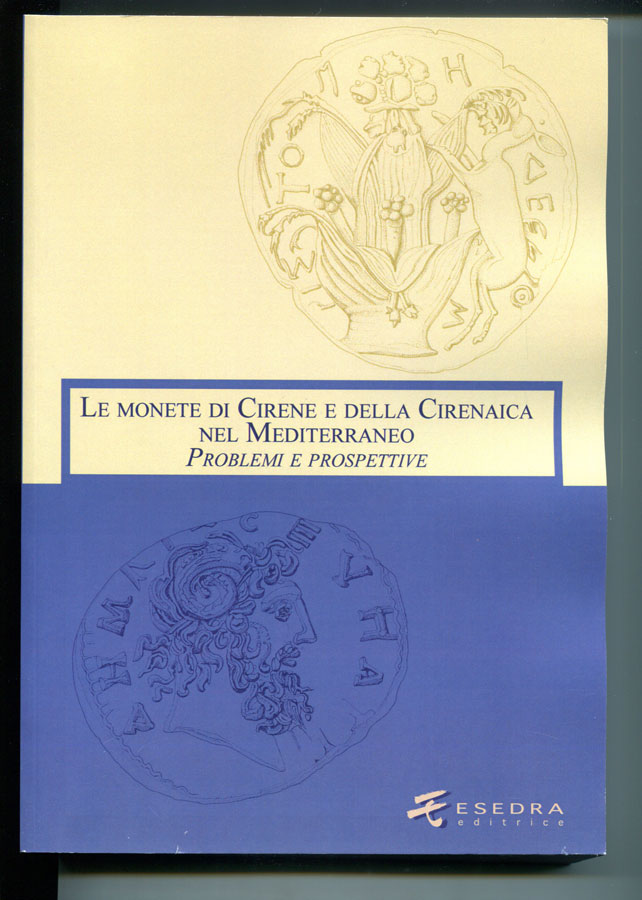 LE MONETE DI CIRENE E DELLA CIRENAICA
NEL MEDITERRANEO
PROBLEMI E PROSPETTIVE
ESEDRA
editrice